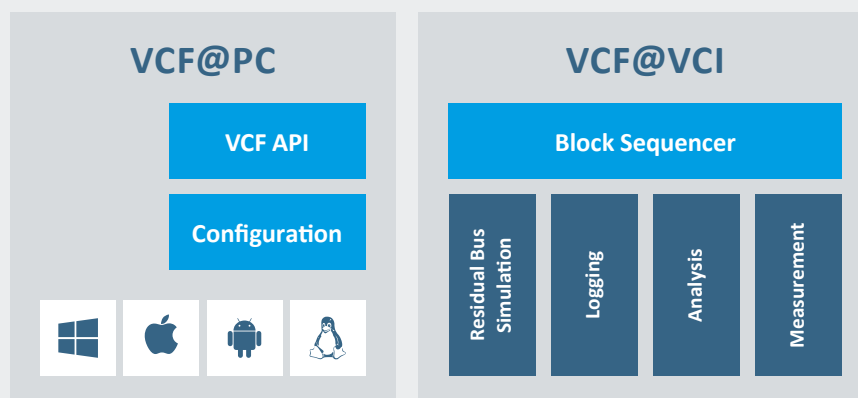 VCF@PC
VCF API
Configuration
VCF@VCI
Block Sequencer
Residual Bus
Simulation
Logging
Analysis
Measurement